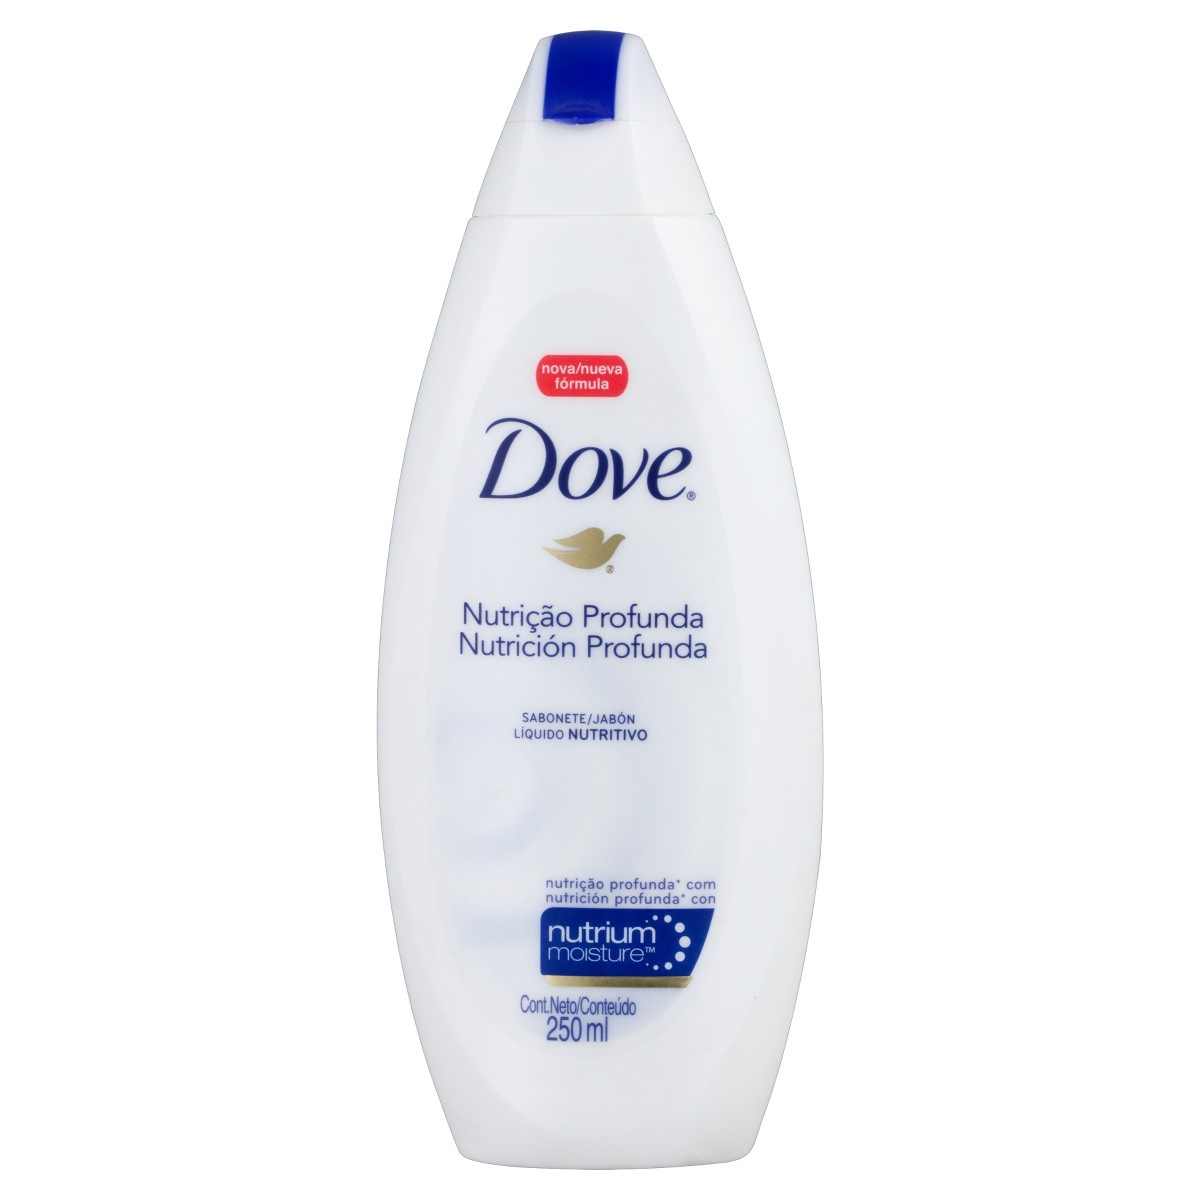 nova/nueva
fórmula
Dove®
®
Nutrição Profunda
Nutrición Profunda
SABONETE/JABÓN
LÍQUIDO NUTRITIVO
nutrição profunda* com
nutrición profunda* con
nutrium
moisture™
Cont.Neto/Conteúdo
250 ml